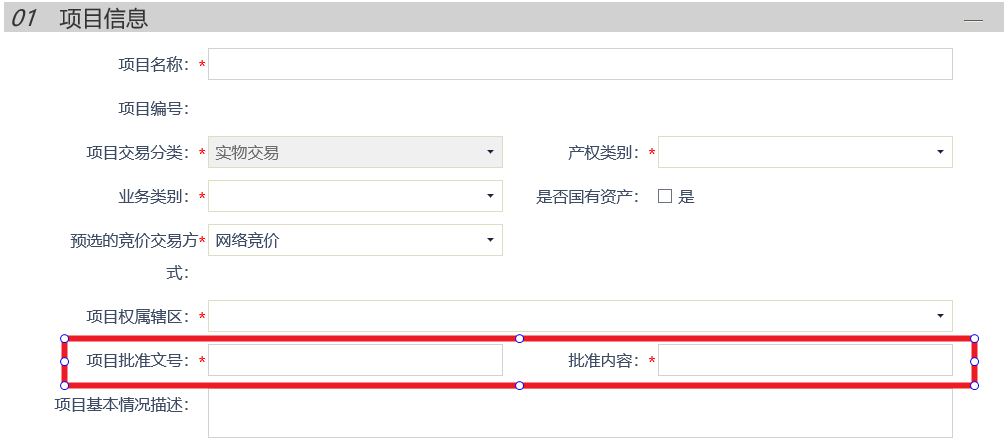 01 项目信息 —
项目名称：*
项目编号：
项目交易分类：* 实物交易 产权类别：*
业务类别：* 是否国有资产： 是
预选的竞价交易方* 网络竞价
式：
项目权属辖区：*
项目批准文号：* 批准内容：*
项目基本情况描述：